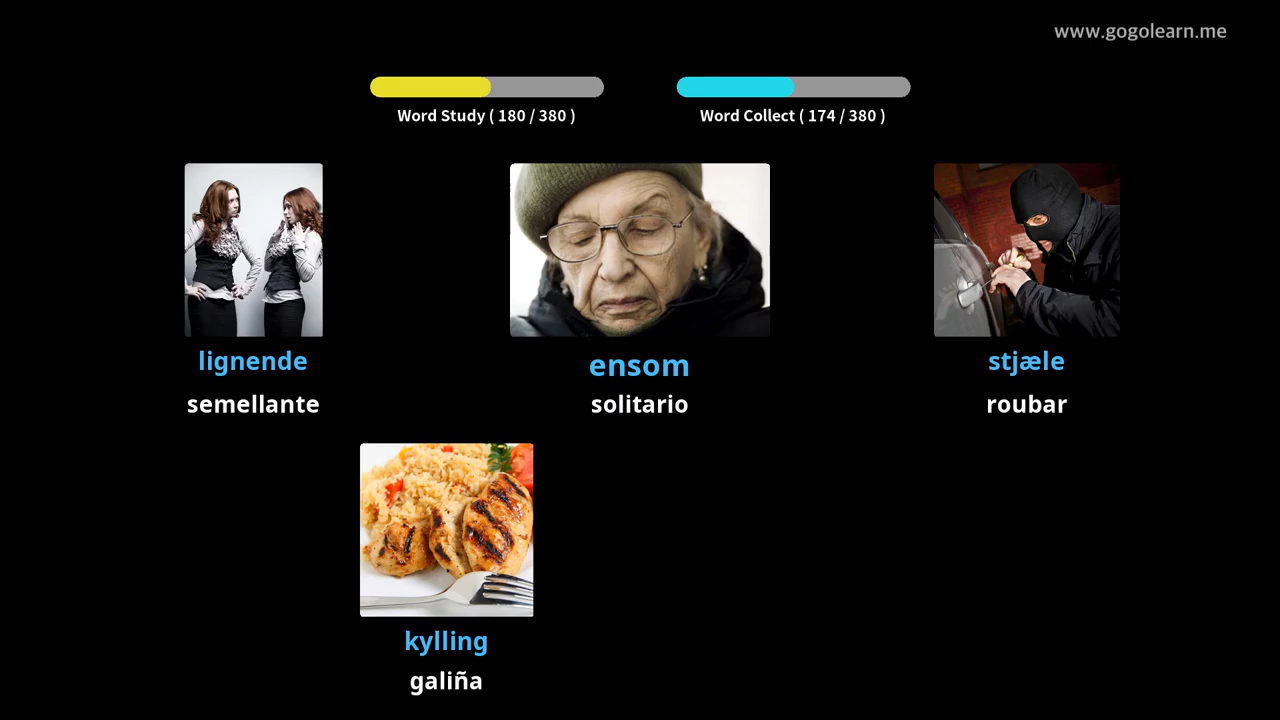 www.gogolearn.me
Word Study ( 180 / 380 )
Word Collect ( 174 / 380 )
lignende
semellante
ensom
solitario
stjæle
roubar
kylling
galiña